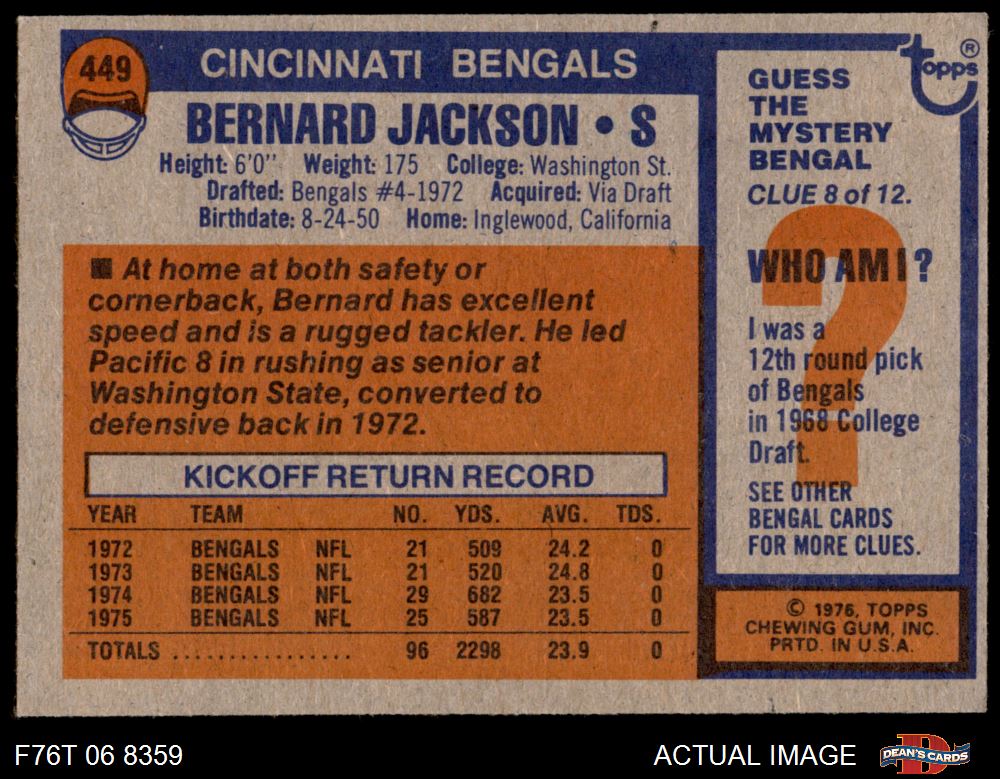 449
CINCINNATI BENGALS
BERNARD JACKSON • S
Height: 6'0" Weight: 175 College: Washington St.
Drafted: Bengals #4-1972 Acquired: Via Draft
Birthdate: 8-24-50 Home: Inglewood, California
■ At home at both safety or
cornerback, Bernard has excellent
speed and is a rugged tackler. He led
Pacific 8 in rushing as senior at
Washington State, converted to
defensive back in 1972.
KICKOFF RETURN RECORD
YEAR TEAM NO. YDS. AVG. TDS.
1972 BENGALS NFL 21 509 24.2 0
1973 BENGALS NFL 21 520 24.8 0
1974 BENGALS NFL 29 682 23.5 0
1975 BENGALS NFL 25 587 23.5 0
TOTALS ................ 96 2298 23.9 0
topps ®
GUESS
THE
MYSTERY
BENGAL
CLUE 8 of 12.
?
WHO AM I?
I was a
12th round pick
of Bengals
in 1968 College
Draft.
SEE OTHER
BENGAL CARDS
FOR MORE CLUES.
© 1976, TOPPS
CHEWING GUM, INC.
PRTD. IN U.S.A.
F76T 06 8359
ACTUAL IMAGE
DEAN'S CARDS